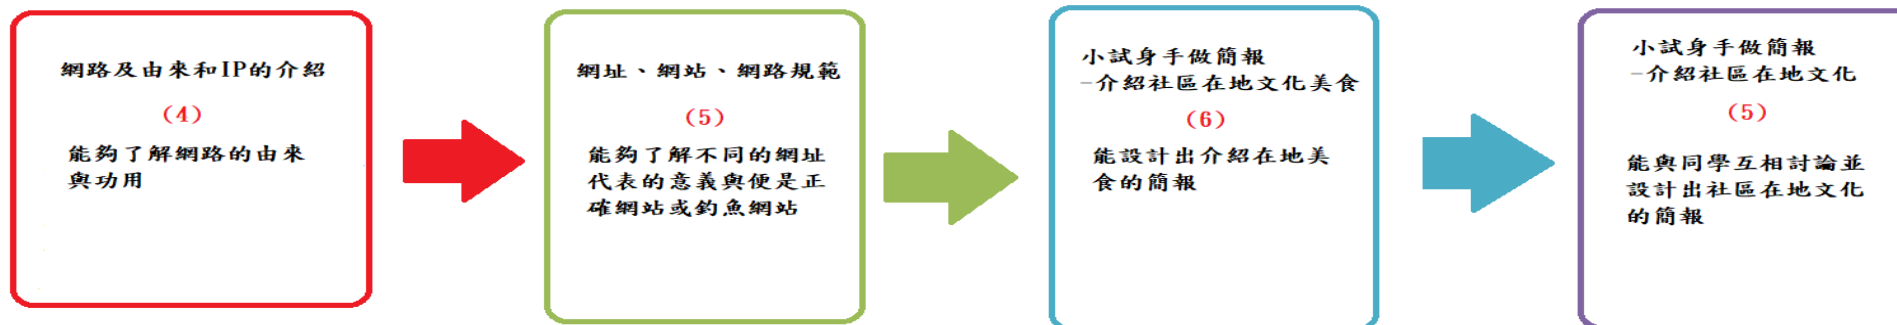 網路及由來和IP的介紹
(4)
能夠了解網路的由來
與功用
網址、網站、網路規範
(5)
能夠了解不同的網址
代表的意義與便是正
確網站或釣魚網站
小試身手做簡報
-介紹社區在地文化美食
(6)
能設計出介紹在地美
食的簡報
小試身手做簡報
-介紹社區在地文化
(5)
能與同學互相討論並
設計出社區在地文化
的簡報